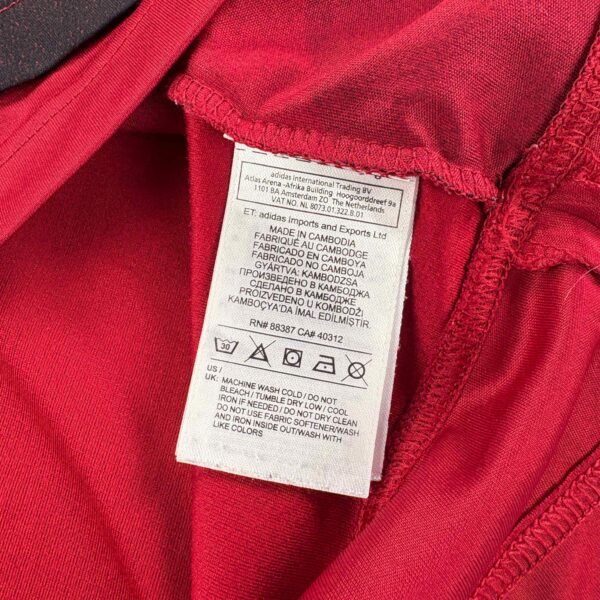 adidas International Trading BV
Atlas Arena -Afrika Building Hoogoorddreef 9a
1101 BA Amsterdam ZO The Netherlands
VAT NO. NL 8073.01.322.B.01
ET: adidas Imports and Exports Ltd
MADE IN CAMBODIA
FABRIQUÉ AU CAMBODGE
FABRICADO EN CAMBOYA
FABRICADO NO CAMBOJA
GYÁRTVA: KAMBODZSA
ПРОИЗВЕДЕНО В КАМБОДЖА
СДЕЛАНО В КАМБОДЖЕ
PROIZVEDENO U KOMBODŽI
KAMBOÇYA'DA İMAL EDİLMİŞTİR.
RN# 88387 CA# 40312
30
US /
UK: MACHINE WASH COLD / DO NOT
BLEACH / TUMBLE DRY LOW / COOL
IRON IF NEEDED / DO NOT DRY CLEAN
DO NOT USE FABRIC SOFTENER/WASH
AND IRON INSIDE OUT/WASH WITH
LIKE COLORS